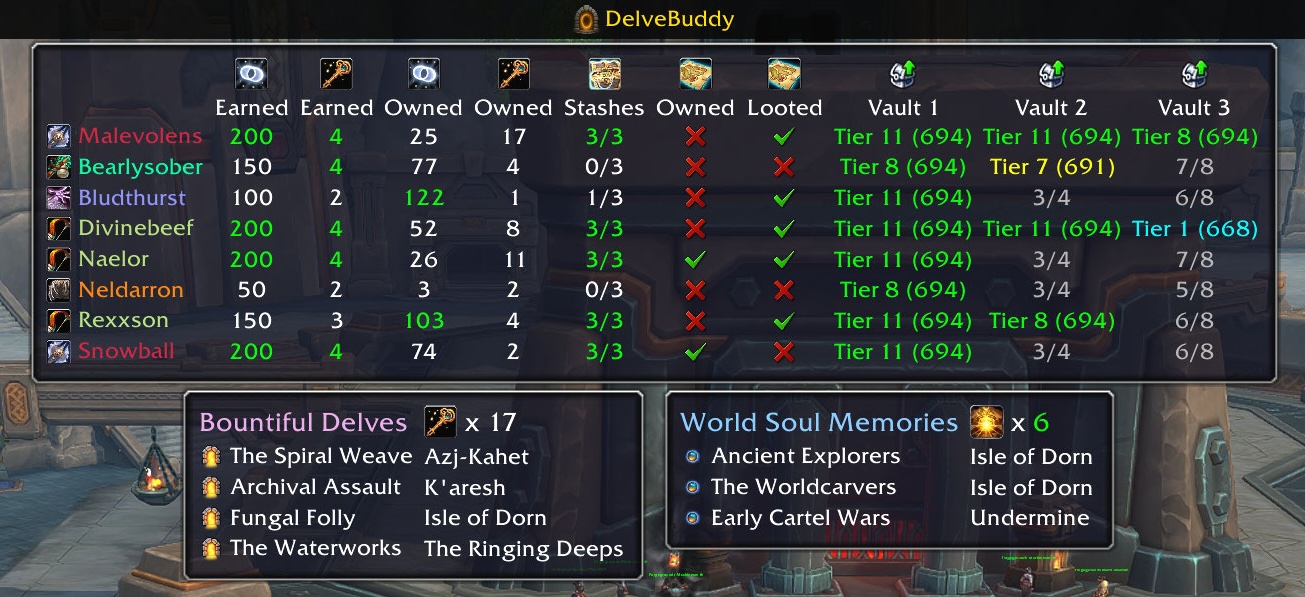 DelveBuddy
Earned Earned Owned Owned Stashes Owned Looted Vault 1 Vault 2 Vault 3
Malevolens 200 4 25 17 3/3 Tier 11 (694) Tier 11 (694) Tier 8 (694)
Bearlysober 150 4 77 4 0/3 Tier 8 (694) Tier 7 (691) 7/8
Bludthurst 100 2 122 1 1/3 Tier 11 (694) 3/4 6/8
Divinebeef 200 4 52 8 3/3 Tier 11 (694) Tier 11 (694) Tier 1 (668)
Naelor 200 4 26 11 3/3 Tier 11 (694) 3/4 7/8
Neldarron 50 2 3 2 0/3 Tier 8 (694) 3/4 5/8
Rexxson 150 3 103 4 3/3 Tier 11 (694) Tier 8 (694) 6/8
Snowball 200 4 74 2 3/3 Tier 11 (694) 3/4 6/8
Bountiful Delves x 17
The Spiral Weave Azj-Kahet
Archival Assault K'aresh
Fungal Folly Isle of Dorn
The Waterworks The Ringing Deeps
World Soul Memories x 6
Ancient Explorers Isle of Dorn
The Worldcarvers Isle of Dorn
Early Cartel Wars Undermine